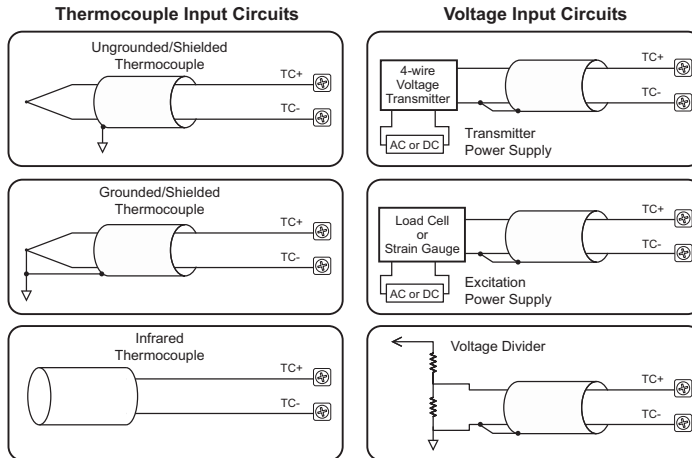 Thermocouple Input Circuits
Ungrounded/Shielded
Thermocouple
TC+
TC-
Grounded/Shielded
Thermocouple
TC+
TC-
Infrared
Thermocouple
TC+
TC-
Voltage Input Circuits
4-wire
Voltage
Transmitter
TC+
TC-
AC or DC
Transmitter
Power Supply
Load Cell
or
Strain Gauge
TC+
TC-
AC or DC
Excitation
Power Supply
Voltage Divider
TC+
TC-